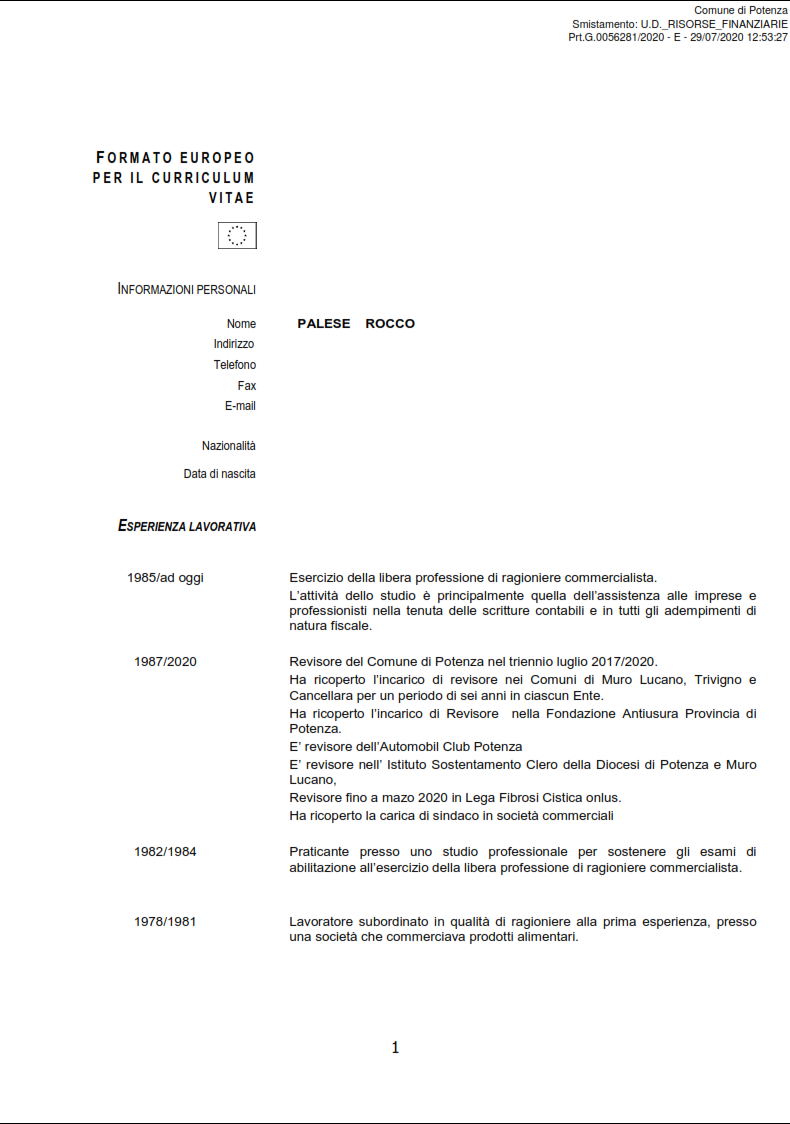 Comune di Potenza
Smistamento: U.D._RISORSE_FINANZIARIE
Prt.G.0056281/2020 - E - 29/07/2020 12:53:27
FORMATO EUROPEO
PER IL CURRICULUM
VITAE
INFORMAZIONI PERSONALI
Nome PALESE ROCCO
Indirizzo
Telefono
Fax
E-mail
Nazionalità
Data di nascita
ESPERIENZA LAVORATIVA
1985/ad oggi Esercizio della libera professione di ragioniere commercialista.
L'attività dello studio è principalmente quella dell'assistenza alle imprese e
professionisti nella tenuta delle scritture contabili e in tutti gli adempimenti di
natura fiscale.
1987/2020 Revisore del Comune di Potenza nel triennio luglio 2017/2020.
Ha ricoperto l'incarico di revisore nei Comuni di Muro Lucano, Trivigno e
Cancellara per un periodo di sei anni in ciascun Ente.
Ha ricoperto l'incarico di Revisore nella Fondazione Antiusura Provincia di
Potenza.
E' revisore dell'Automobil Club Potenza
E' revisore nell' Istituto Sostentamento Clero della Diocesi di Potenza e Muro
Lucano,
Revisore fino a mazo 2020 in Lega Fibrosi Cistica onlus.
Ha ricoperto la carica di sindaco in società commerciali
1982/1984 Praticante presso uno studio professionale per sostenere gli esami di
abilitazione all'esercizio della libera professione di ragioniere commercialista.
1978/1981 Lavoratore subordinato in qualità di ragioniere alla prima esperienza, presso
una società che commerciava prodotti alimentari.
1